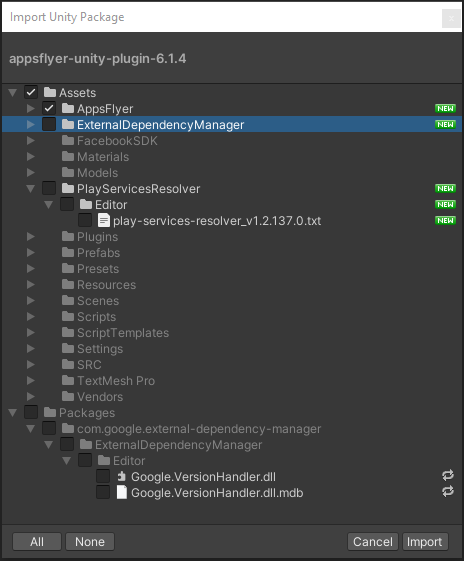 Import Unity Package
x
appsflyer-unity-plugin-6.1.4
Assets
AppsFlyer NEW
ExternalDependencyManager NEW
FacebookSDK
Materials
Models
PlayServicesResolver NEW
Editor NEW
play-services-resolver_v1.2.137.0.txt NEW
Plugins
Prefabs
Presets
Resources
Scenes
Scripts
ScriptTemplates
Settings
SRC
TextMesh Pro
Vendors
Packages
com.google.external-dependency-manager
ExternalDependencyManager
Editor
Google.VersionHandler.dll
Google.VersionHandler.dll.mdb
All None Cancel Import